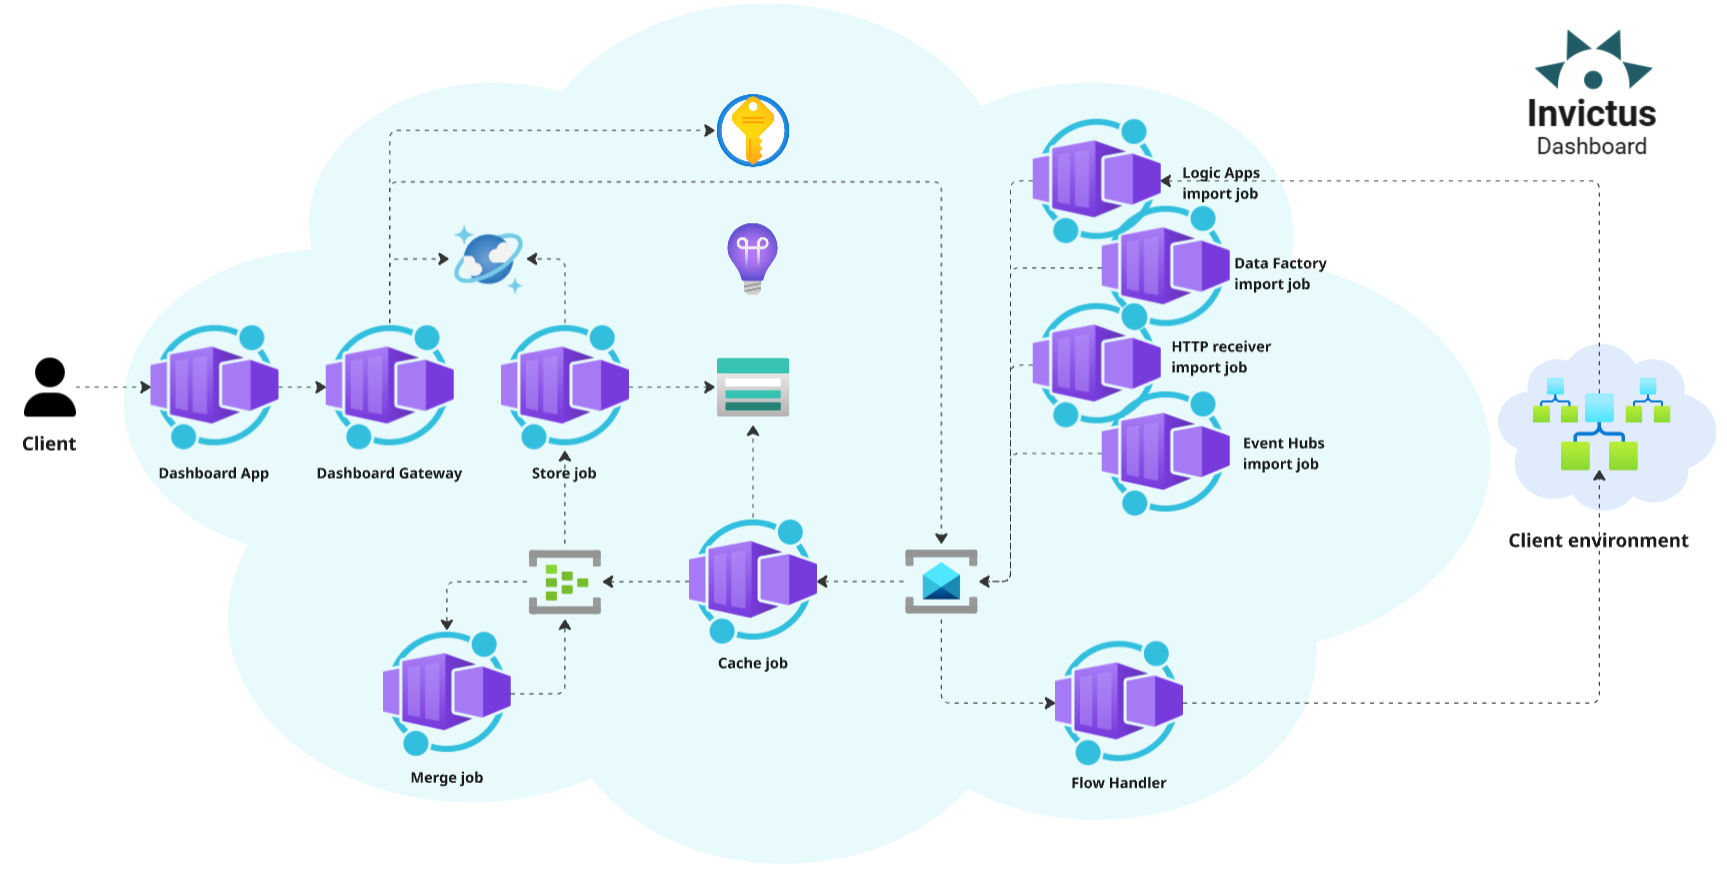 Invictus
Dashboard
Logic Apps
import job
Data Factory
import job
HTTP receiver
import job
Event Hubs
import job
Client
Dashboard App
Dashboard Gateway
Store job
Client environment
Cache job
Merge job
Flow Handler